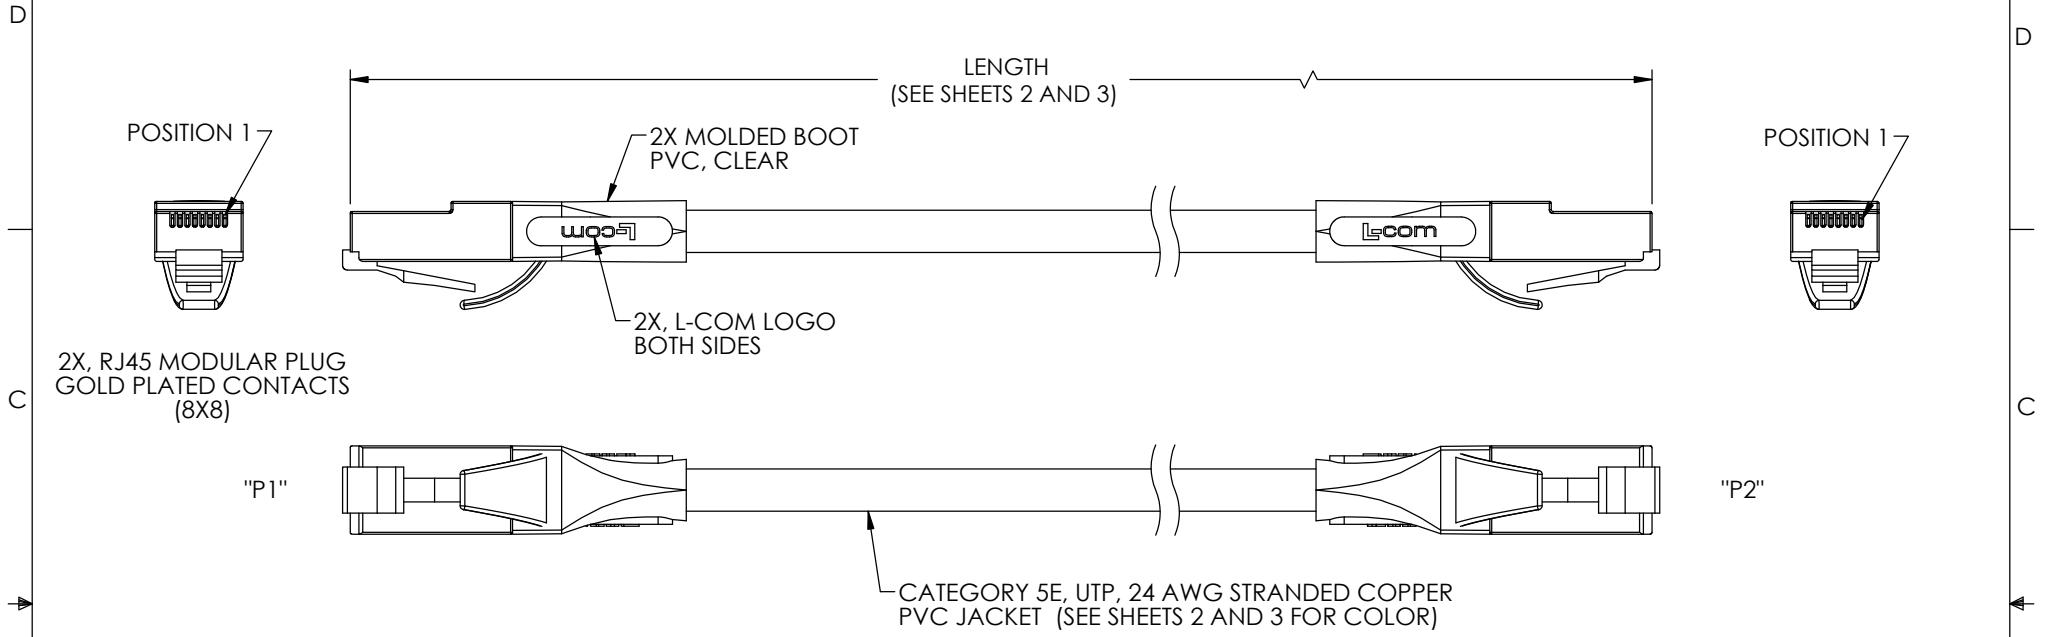 D
D
LENGTH
(SEE SHEETS 2 AND 3)
POSITION 1
2X MOLDED BOOT
PVC, CLEAR
POSITION 1
L-com
L-com
2X, L-COM LOGO
BOTH SIDES
2X, RJ45 MODULAR PLUG
GOLD PLATED CONTACTS
(8X8)
C
C
"P1"
"P2"
CATEGORY 5E, UTP, 24 AWG STRANDED COPPER
PVC JACKET (SEE SHEETS 2 AND 3 FOR COLOR)